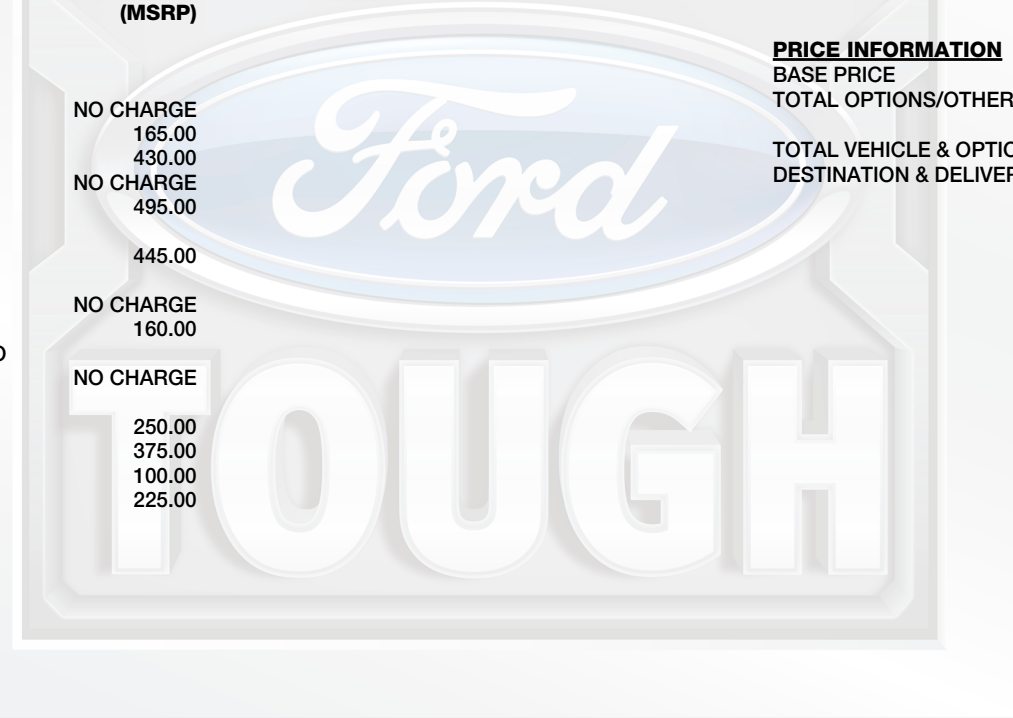 (MSRP)
NO CHARGE
165.00
430.00
NO CHARGE
495.00
445.00
NO CHARGE
160.00
NO CHARGE
250.00
375.00
100.00
225.00
PRICE INFORMATION
BASE PRICE
TOTAL OPTIONS/OTHER
TOTAL VEHICLE & OPTIO
DESTINATION & DELIVER
Ford
TOUGH